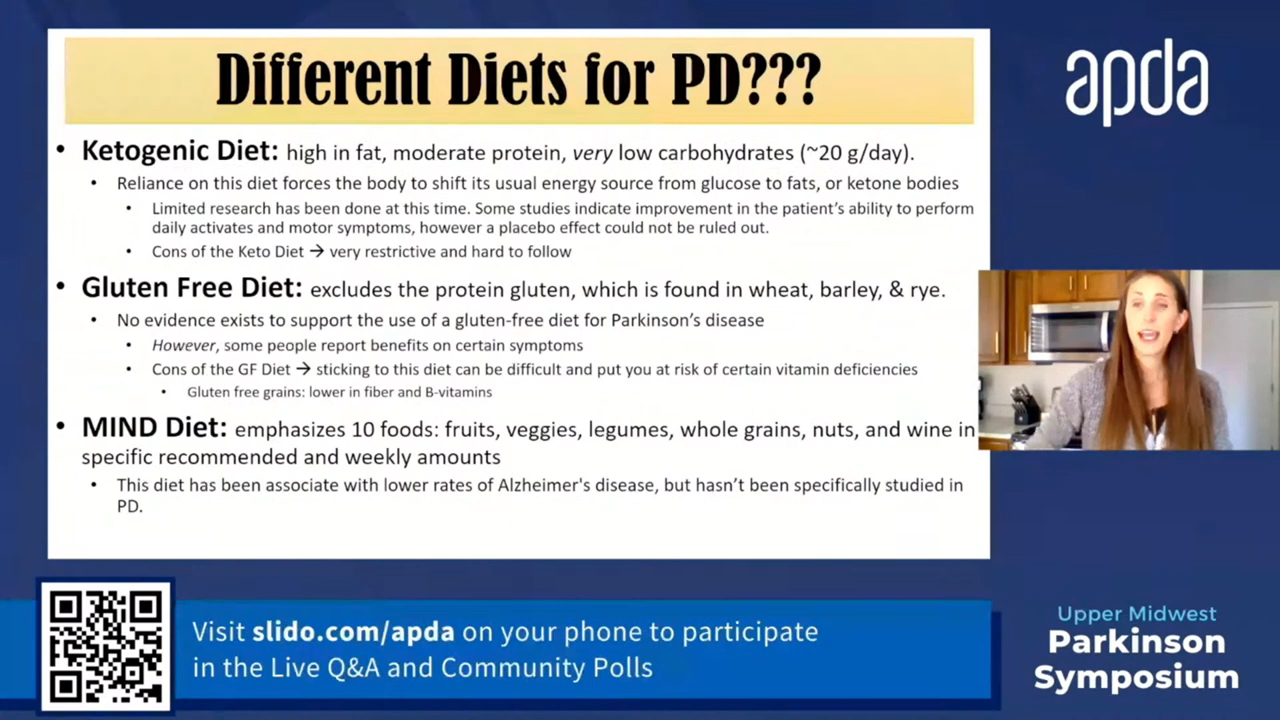 Different Diets for PD???
apda
• Ketogenic Diet: high in fat, moderate protein, very low carbohydrates (~20 g/day).
• Reliance on this diet forces the body to shift its usual energy source from glucose to fats, or ketone bodies
• Limited research has been done at this time. Some studies indicate improvement in the patient's ability to perform
daily activates and motor symptoms, however a placebo effect could not be ruled out.
• Cons of the Keto Diet → very restrictive and hard to follow
• Gluten Free Diet: excludes the protein gluten, which is found in wheat, barley, & rye.
• No evidence exists to support the use of a gluten-free diet for Parkinson's disease
• However, some people report benefits on certain symptoms
• Cons of the GF Diet → sticking to this diet can be difficult and put you at risk of certain vitamin deficiencies
• Gluten free grains: lower in fiber and B-vitamins
• MIND Diet: emphasizes 10 foods: fruits, veggies, legumes, whole grains, nuts, and wine in
specific recommended and weekly amounts
• This diet has been associate with lower rates of Alzheimer's disease, but hasn't been specifically studied in
PD.
Visit slido.com/apda on your phone to participate
in the Live Q&A and Community Polls
Upper Midwest
Parkinson
Symposium